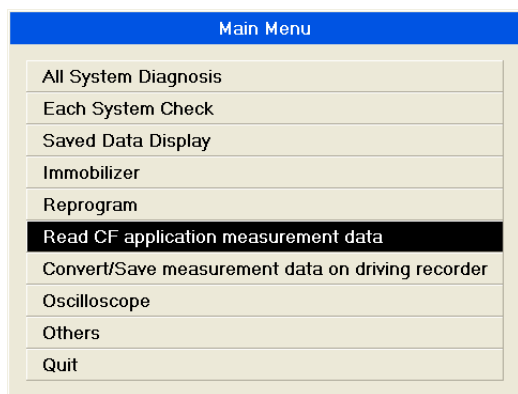 Main Menu
All System Diagnosis
Each System Check
Saved Data Display
Immobilizer
Reprogram
Read CF application measurement data
Convert/Save measurement data on driving recorder
Oscilloscope
Others
Quit